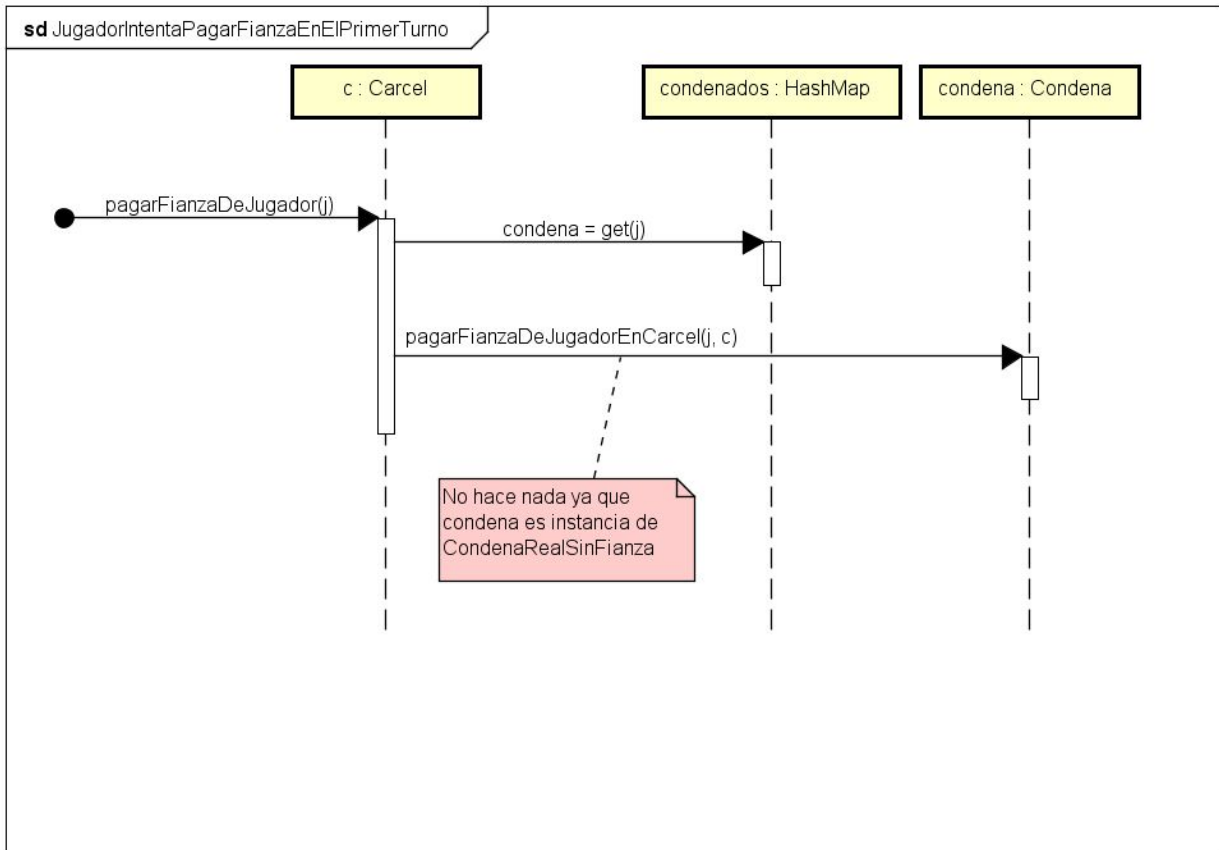 sd JugadorIntentaPagarFianzaEnElPrimerTurno
c : Carcel
condenados : HashMap
condena : Condena
pagarFianzaDeJugador(j)
condena = get(j)
pagarFianzaDeJugadorEnCarcel(j, c)
No hace nada ya que
condena es instancia de
CondenaRealSinFianza